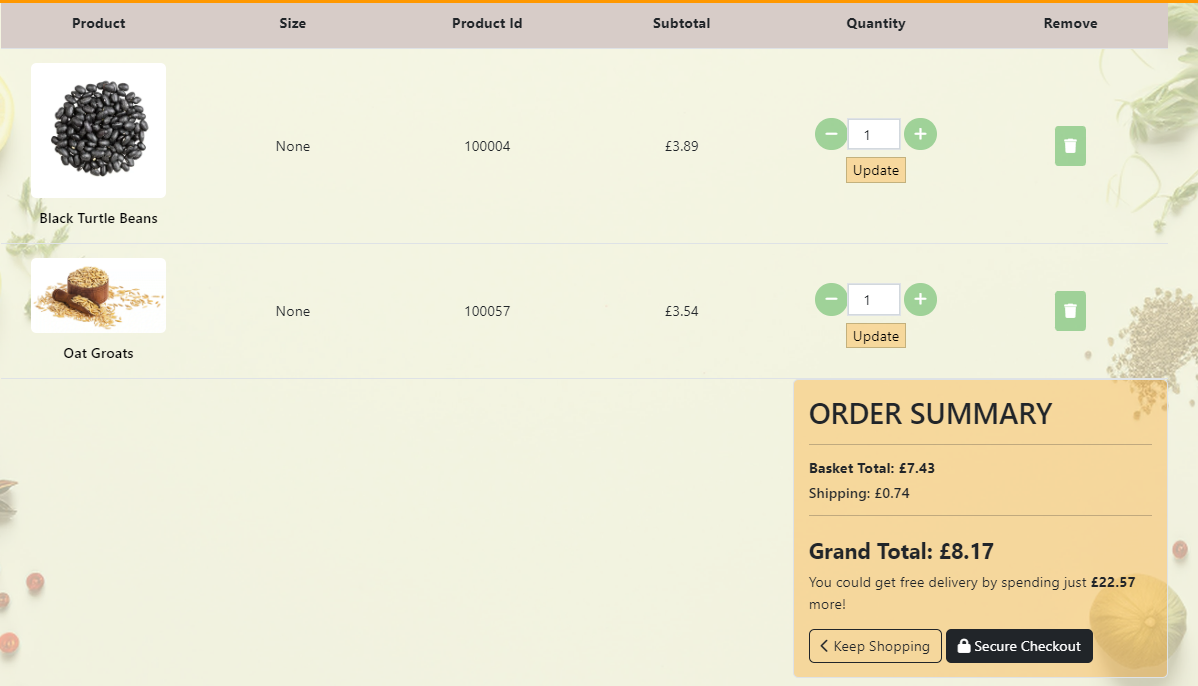 Product Size Product Id Subtotal Quantity Remove
None 100004 £3.89 1
Update
Black Turtle Beans
None 100057 £3.54 1
Update
Oat Groats
ORDER SUMMARY
Basket Total: £7.43
Shipping: £0.74
Grand Total: £8.17
You could get free delivery by spending just £22.57
more!
Keep Shopping Secure Checkout